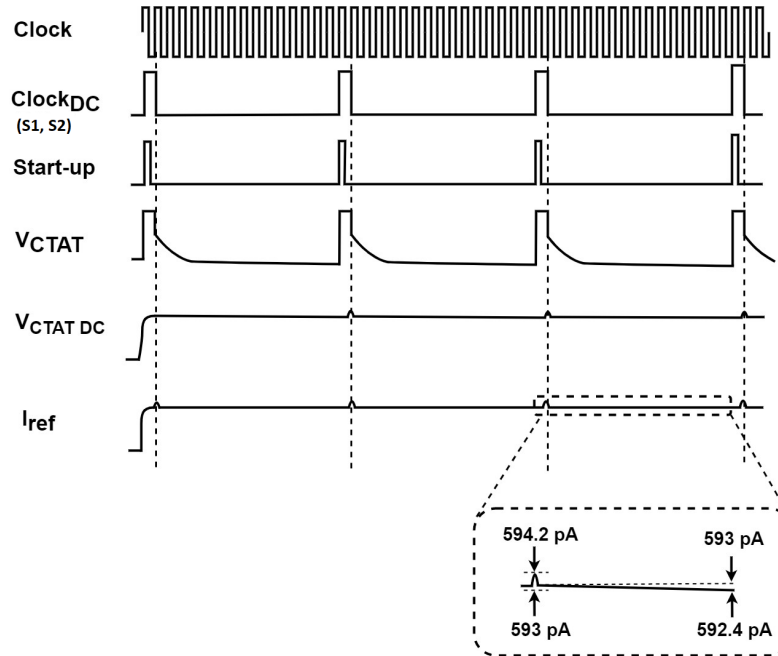 Clock
ClockDC
(S1, S2)
Start-up
VCTAT
VCTAT DC
Iref
594.2 pA
593 pA
593 pA
592.4 pA